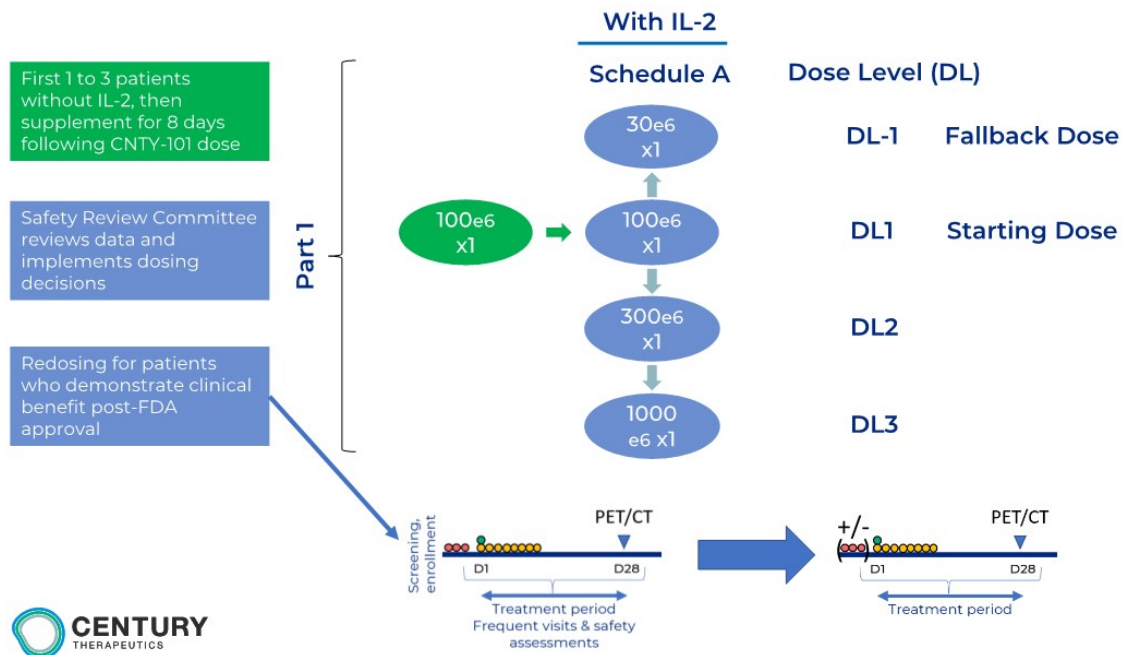 With IL-2
Schedule A
Dose Level (DL)
First 1 to 3 patients
without IL-2, then
supplement for 8 days
following CNTY-101 dose
Safety Review Committee
reviews data and
implements dosing
decisions
Redosing for patients
who demonstrate clinical
benefit post-FDA
approval
Part 1
100e6
x1
30e6
x1
DL-1 Fallback Dose
100e6
x1
DL1 Starting Dose
300e6
x1
DL2
1000
e6 x1
DL3
Screening,
enrollment
PET/CT
D1 D28
Treatment period
Frequent visits & safety
assessments
(+/-)
PET/CT
D1 D28
Treatment period
CENTURY
THERAPEUTICS